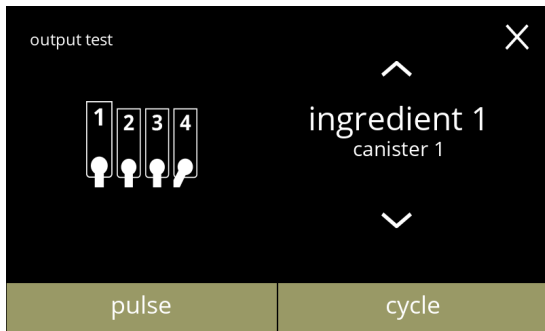 output test
1 2 3 4
ingredient 1
canister 1
pulse
cycle